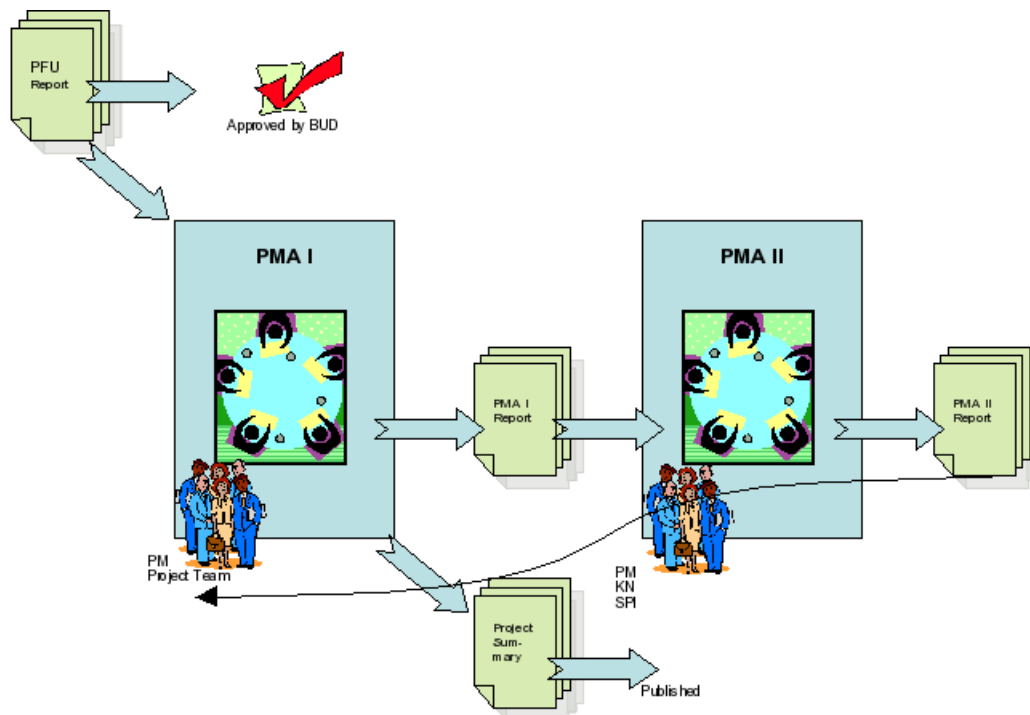 PFU
Report
Approved by BUD
PMA I
PMA II
PMA I
Report
PMA II
Report
PM
Project Team
PM
KN
SPI
Project
Sum-
mary
Published